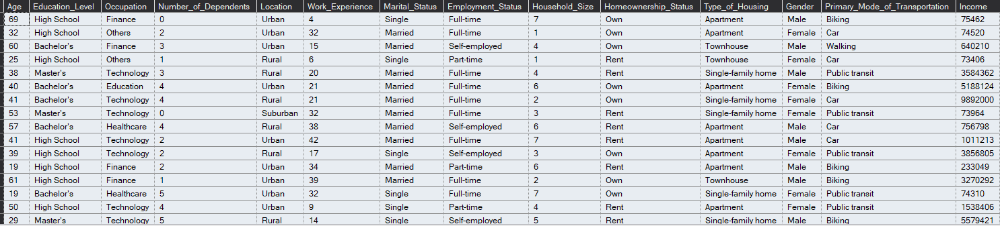 Age Education_Level Occupation Number_of_Dependents Location Work_Experience Marital_Status Employment_Status Household_Size Homeownership_Status Type_of_Housing Gender Primary_Mode_of_Transportation Income
69 High School Finance 0 Urban 4 Single Full-time 7 Own Apartment Male Biking 75462
32 High School Others 2 Urban 32 Married Full-time 1 Own Apartment Female Car 74520
60 Bachelor's Finance 3 Urban 15 Married Self-employed 4 Own Townhouse Male Walking 640210
25 High School Others 1 Rural 6 Single Part-time 1 Rent Townhouse Female Car 73406
38 Master's Technology 3 Rural 20 Married Full-time 4 Rent Single-family home Male Public transit 3584362
40 Bachelor's Education 4 Urban 21 Married Full-time 6 Own Apartment Female Biking 5188124
41 Bachelor's Technology 4 Rural 21 Married Full-time 2 Own Single-family home Female Car 9892000
53 Master's Technology 0 Suburban 32 Married Full-time 3 Rent Single-family home Female Public transit 73964
57 Bachelor's Healthcare 4 Rural 38 Married Self-employed 6 Rent Apartment Male Car 756798
41 High School Technology 2 Urban 42 Married Full-time 7 Rent Apartment Male Car 1011213
39 High School Technology 2 Rural 17 Single Self-employed 3 Own Apartment Female Public transit 3856805
19 High School Finance 2 Urban 34 Married Part-time 6 Rent Apartment Male Biking 233049
61 High School Finance 1 Urban 39 Married Full-time 2 Own Townhouse Male Biking 3270292
19 Bachelor's Healthcare 5 Urban 32 Single Full-time 7 Own Single-family home Female Public transit 74310
50 High School Technology 4 Urban 9 Single Part-time 4 Rent Apartment Female Public transit 1538406
29 Master's Technology 5 Rural 14 Single Self-employed 5 Rent Single-family home Male Biking 5579421